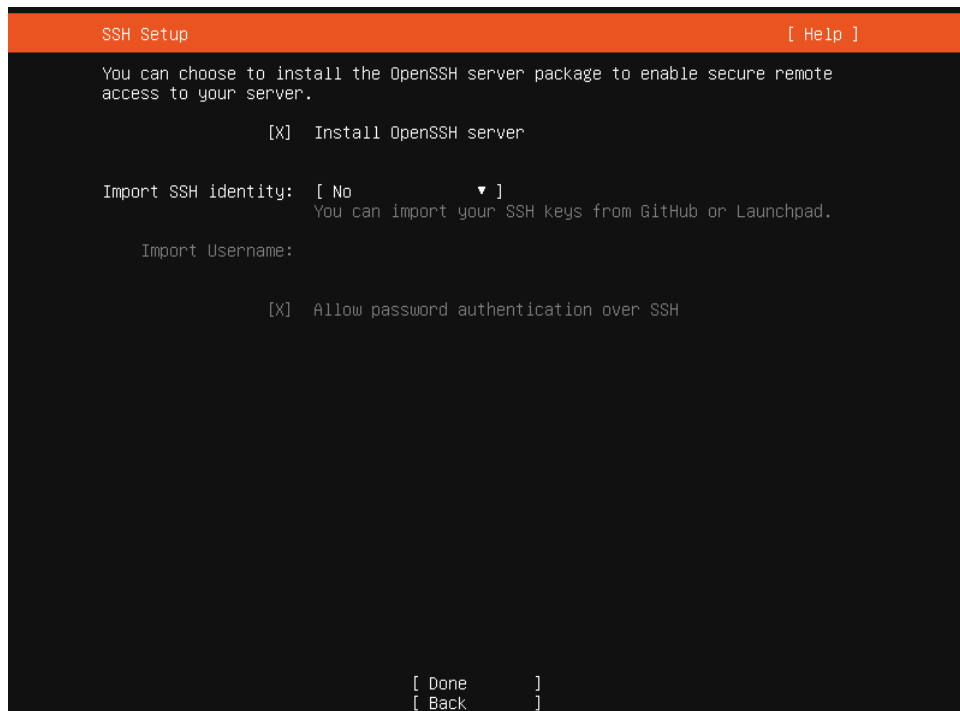 SSH Setup [ Help ]
You can choose to install the OpenSSH server package to enable secure remote
access to your server.
[X] Install OpenSSH server
Import SSH identity: [ No ▼ ]
You can import your SSH keys from GitHub or Launchpad.
Import Username:
[X] Allow password authentication over SSH
[ Done ]
[ Back ]